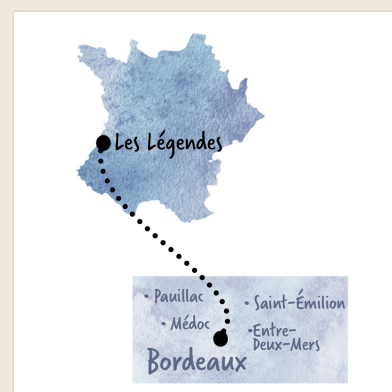 Les Légendes
• Pauillac
• Saint-Émilion
• Médoc
•Entre-
Deux-Mers
Bordeaux